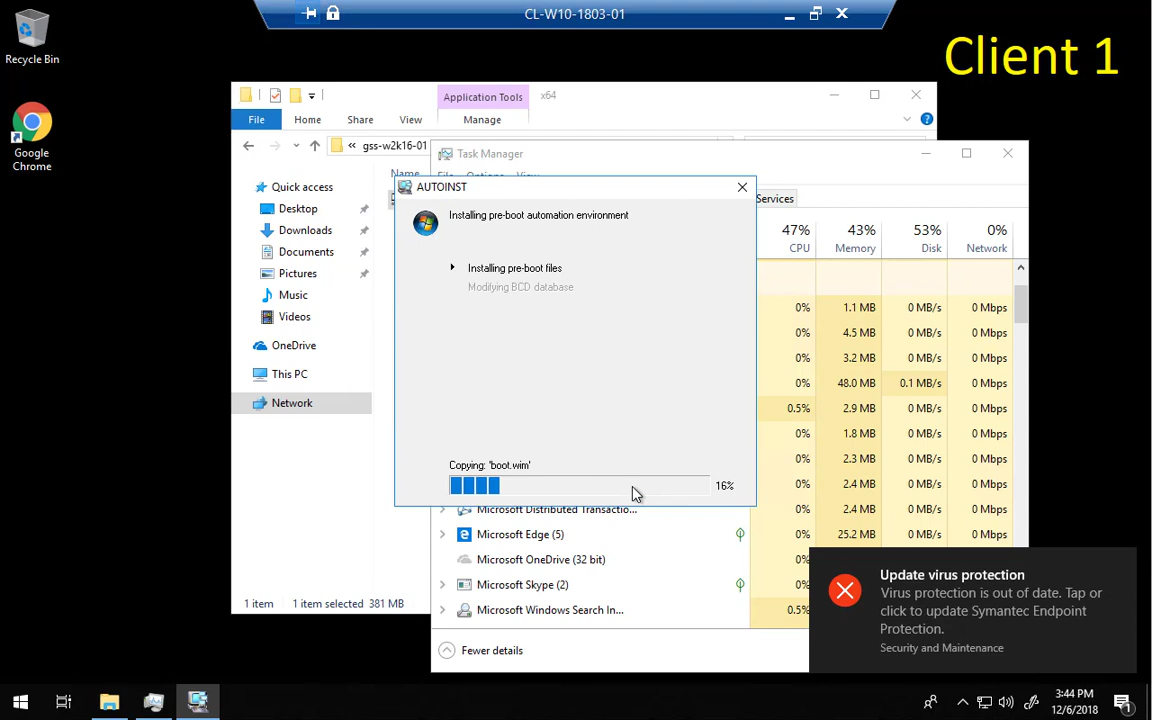 CL-W10-1803-01
Client 1
Recycle Bin
Google
Chrome
Application Tools
x64
File
Home
Share
View
Manage
« gss-w2k16-01
Name
Quick access
Desktop
Downloads
Documents
Pictures
Music
Videos
OneDrive
This PC
Network
1 item
1 item selected 381 MB
Task Manager
File Options View
Services
47%
43%
53%
0%
CPU
Memory
Disk
Network
0%
1.1 MB
0 MB/s
0 Mbps
0%
4.5 MB
0 MB/s
0 Mbps
0%
3.2 MB
0 MB/s
0 Mbps
0%
48.0 MB
0.1 MB/s
0 Mbps
0.5%
2.9 MB
0 MB/s
0 Mbps
0%
1.8 MB
0 MB/s
0 Mbps
0%
2.3 MB
0 MB/s
0 Mbps
0%
2.4 MB
0 MB/s
0 Mbps
Microsoft Distributed Transactio...
0%
2.4 MB
0 MB/s
0 Mbps
Microsoft Edge (5)
0%
25.2 MB
0 MB/s
0 Mbps
Microsoft OneDrive (32 bit)
0%
Microsoft Skype (2)
0%
Microsoft Windows Search In...
0.5%
Fewer details
AUTOINST
Installing pre-boot automation environment
Installing pre-boot files
Modifying BCD database
Copying: 'boot.wim'
16%
Update virus protection
Virus protection is out of date. Tap or
click to update Symantec Endpoint
Protection.
Security and Maintenance
3:44 PM
12/6/2018
1